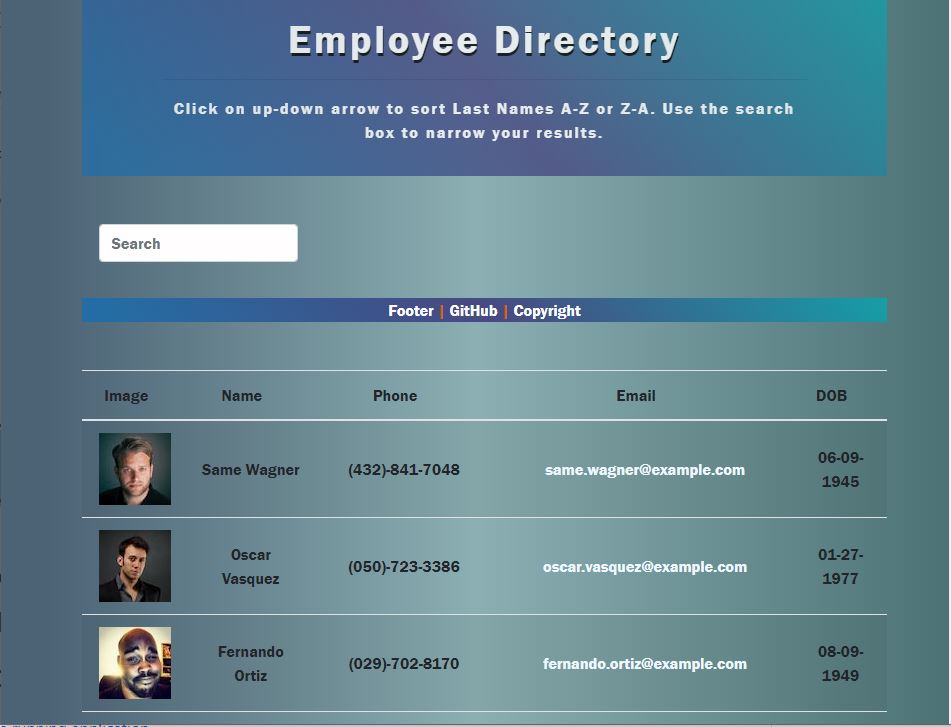 Employee Directory
Click on up-down arrow to sort Last Names A-Z or Z-A. Use the search
box to narrow your results.
Search
Footer | GitHub | Copyright
Image Name Phone Email DOB
Same Wagner (432)-841-7048 same.wagner@example.com 06-09-
1945
Oscar
Vasquez (050)-723-3386 oscar.vasquez@example.com 01-27-
1977
Fernando
Ortiz (029)-702-8170 fernando.ortiz@example.com 08-09-
1949